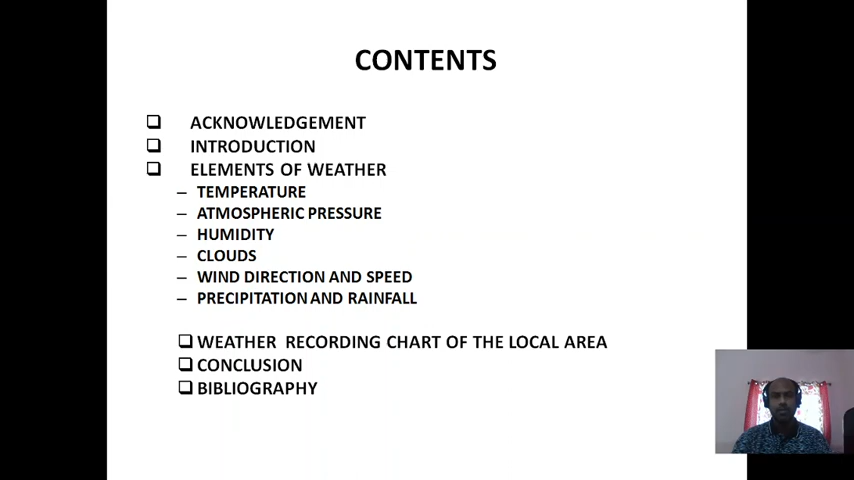 CONTENTS
❑ ACKNOWLEDGEMENT
❑ INTRODUCTION
❑ ELEMENTS OF WEATHER
– TEMPERATURE
– ATMOSPHERIC PRESSURE
– HUMIDITY
– CLOUDS
– WIND DIRECTION AND SPEED
– PRECIPITATION AND RAINFALL
❑ WEATHER RECORDING CHART OF THE LOCAL AREA
❑ CONCLUSION
❑ BIBLIOGRAPHY